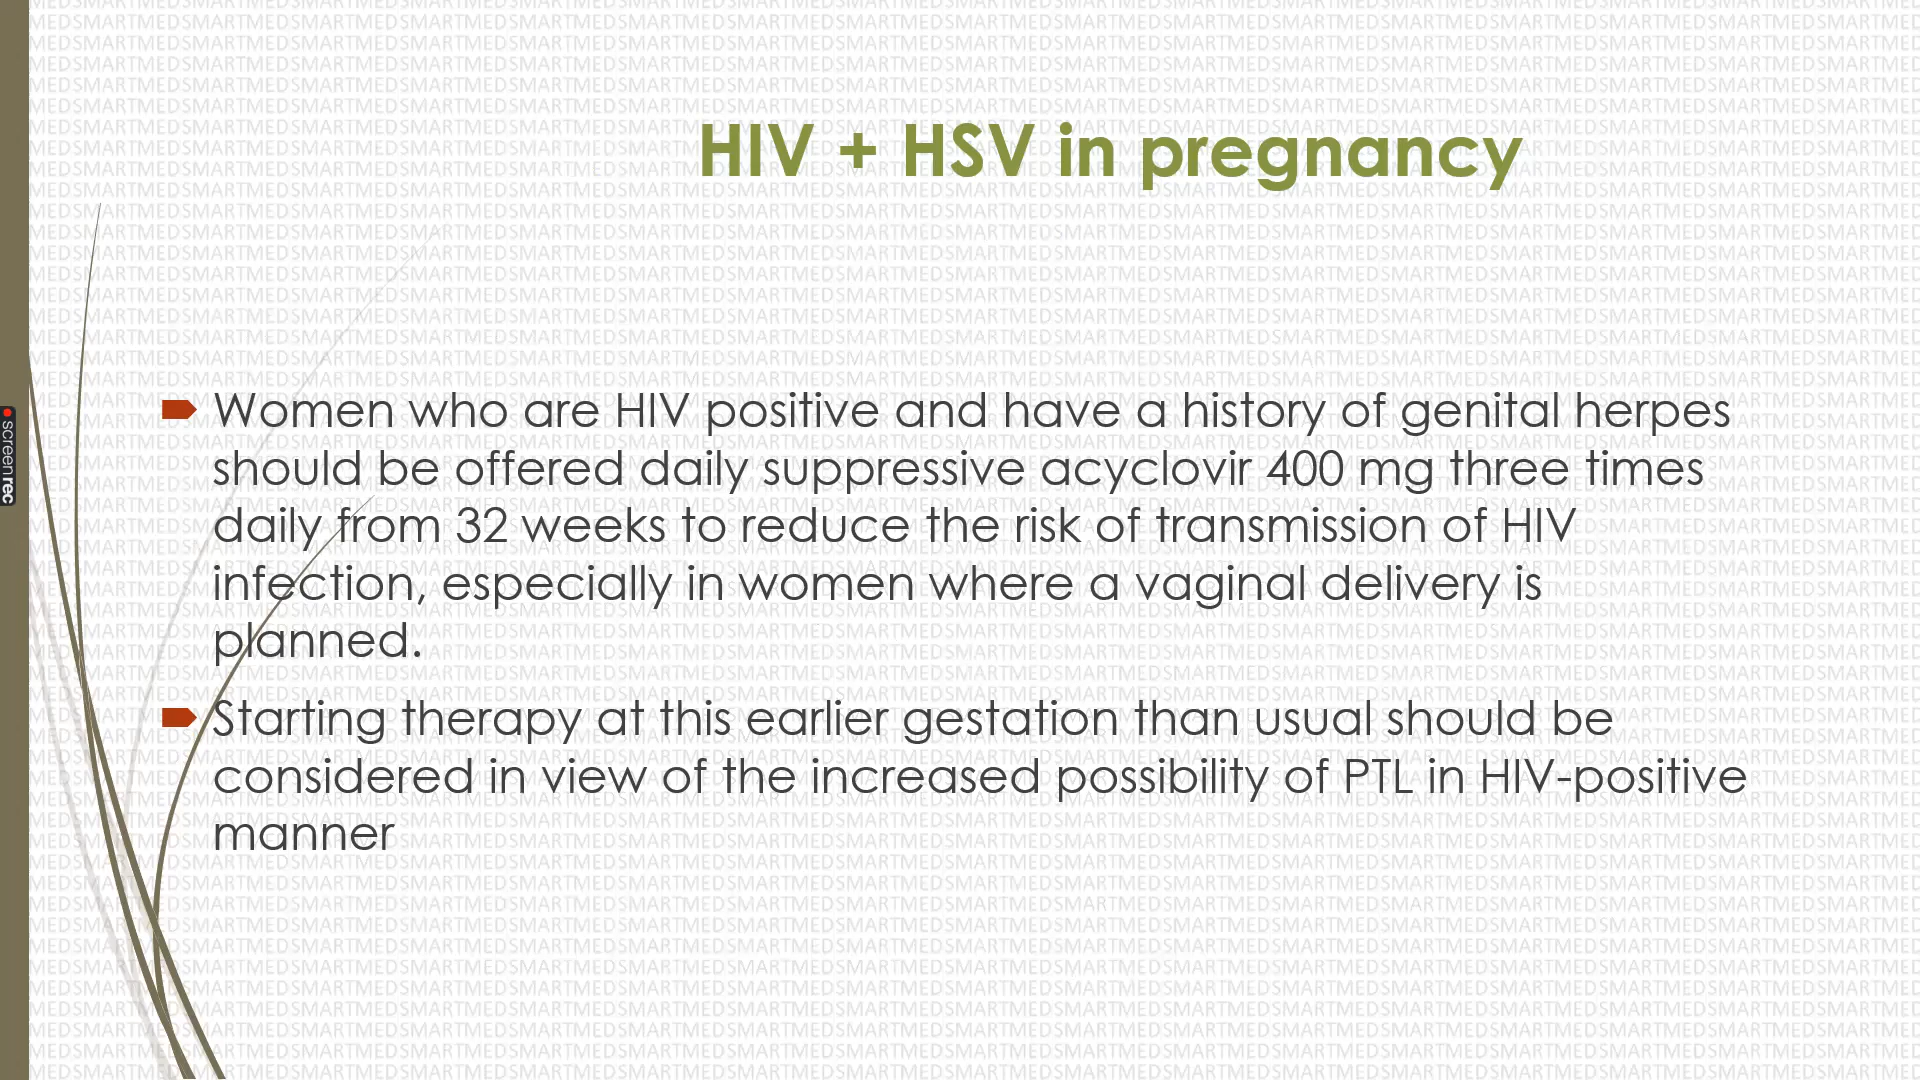 HIV + HSV in pregnancy
Women who are HIV positive and have a history of genital herpes
should be offered daily suppressive acyclovir 400 mg three times
daily from 32 weeks to reduce the risk of transmission of HIV
infection, especially in women where a vaginal delivery is
planned.
Starting therapy at this earlier gestation than usual should be
considered in view of the increased possibility of PTL in HIV-positive
manner
screenrec
MEDSMARTMEDSMARTMEDSMARTMEDSMARTMEDSMART